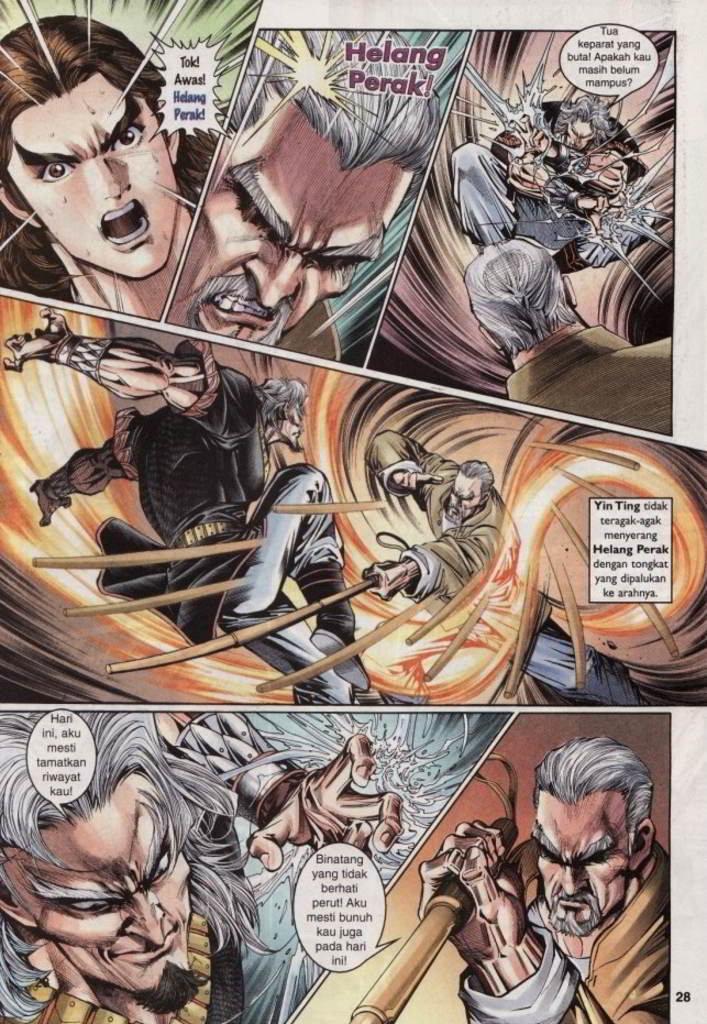 Tok!
Awas!
Helang
Perak!
Helang
Perak!
Tua
keparat yang
buta! Apakah kau
masih belum
mampus?
Yin Ting tidak
teragak-agak
menyerang
Helang Perak
dengan tongkat
yang dipalukan
ke arahnya.
Hari
ini, aku
mesti
tamatkan
riwayat
kau!
Binatang
yang tidak
berhati
perut! Aku
mesti bunuh
kau juga
pada hari
ini!
28